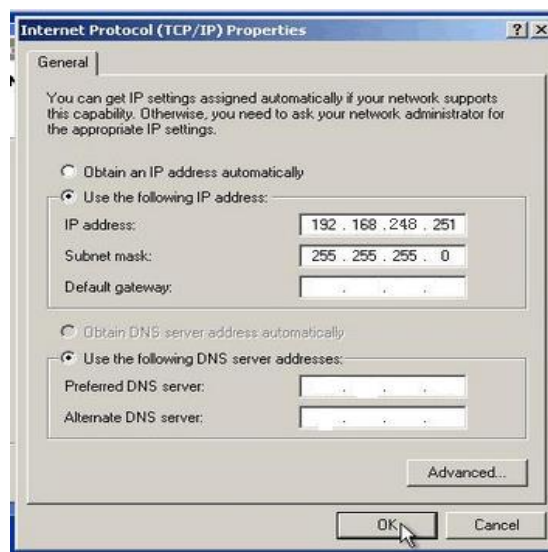 Internet Protocol (TCP/IP) Properties
General
You can get IP settings assigned automatically if your network supports
this capability. Otherwise, you need to ask your network administrator for
the appropriate IP settings.
Obtain an IP address automatically
Use the following IP address:
IP address: 192 . 168 . 248 . 251
Subnet mask: 255 . 255 . 255 . 0
Default gateway: . . .
Obtain DNS server address automatically
Use the following DNS server addresses:
Preferred DNS server: . . .
Alternate DNS server: . . .
Advanced...
OK Cancel